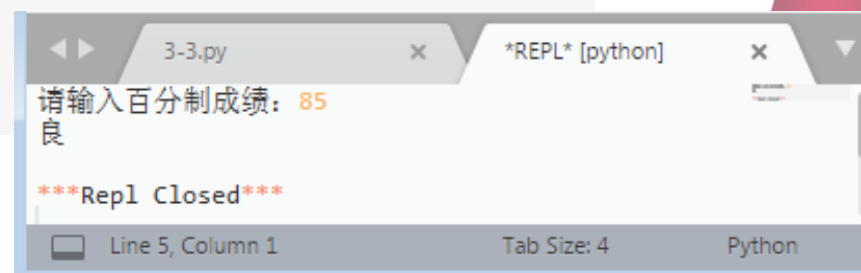 3-3.py × *REPL* [python] ×
请输入百分制成绩：85
良
***Repl Closed***
Line 5, Column 1 Tab Size: 4 Python